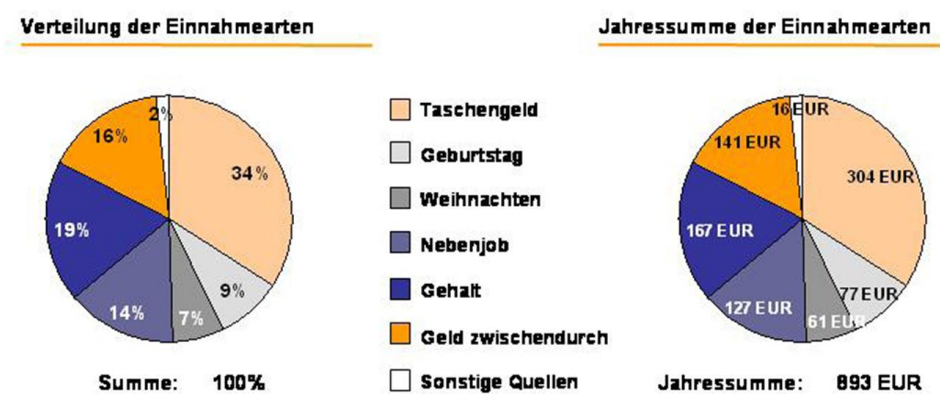 Verteilung der Einnahmearten
Jahressumme der Einnahmearten
2%
16%
34%
19%
9%
14%
7%
Summe: 100%
Taschengeld
Geburtstag
Weihnachten
Nebenjob
Gehalt
Geld zwischendurch
Sonstige Quellen
16 EUR
141 EUR
304 EUR
167 EUR
77 EUR
127 EUR
61 EUR
Jahressumme: 893 EUR